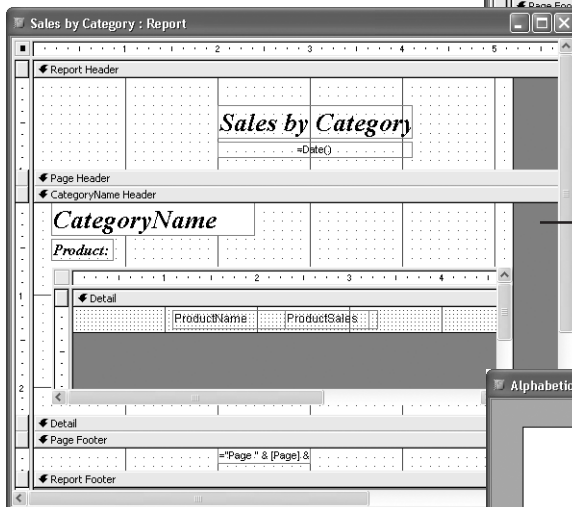 Page Foo
Sales by Category : Report
1 2 3 4 5
Report Header
Sales by Category
=Date()
Page Header
CategoryName Header
CategoryName
Product:
1 2 3 4
1
Detail
ProductName ProductSales
2
Detail
Page Footer
="Page " & [Page] &
Report Footer
Alphabetic